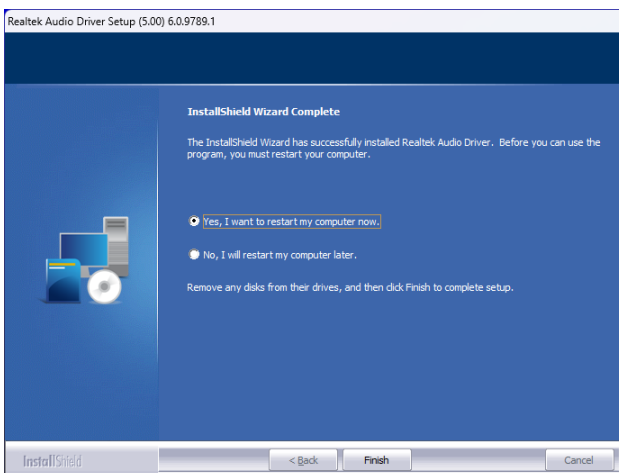 Realtek Audio Driver Setup (5.00) 6.0.9789.1
InstallShield Wizard Complete
The InstallShield Wizard has successfully installed Realtek Audio Driver. Before you can use the
program, you must restart your computer.
Yes, I want to restart my computer now.
No, I will restart my computer later.
Remove any disks from their drives, and then click Finish to complete setup.
InstallShield
< Back
Finish
Cancel